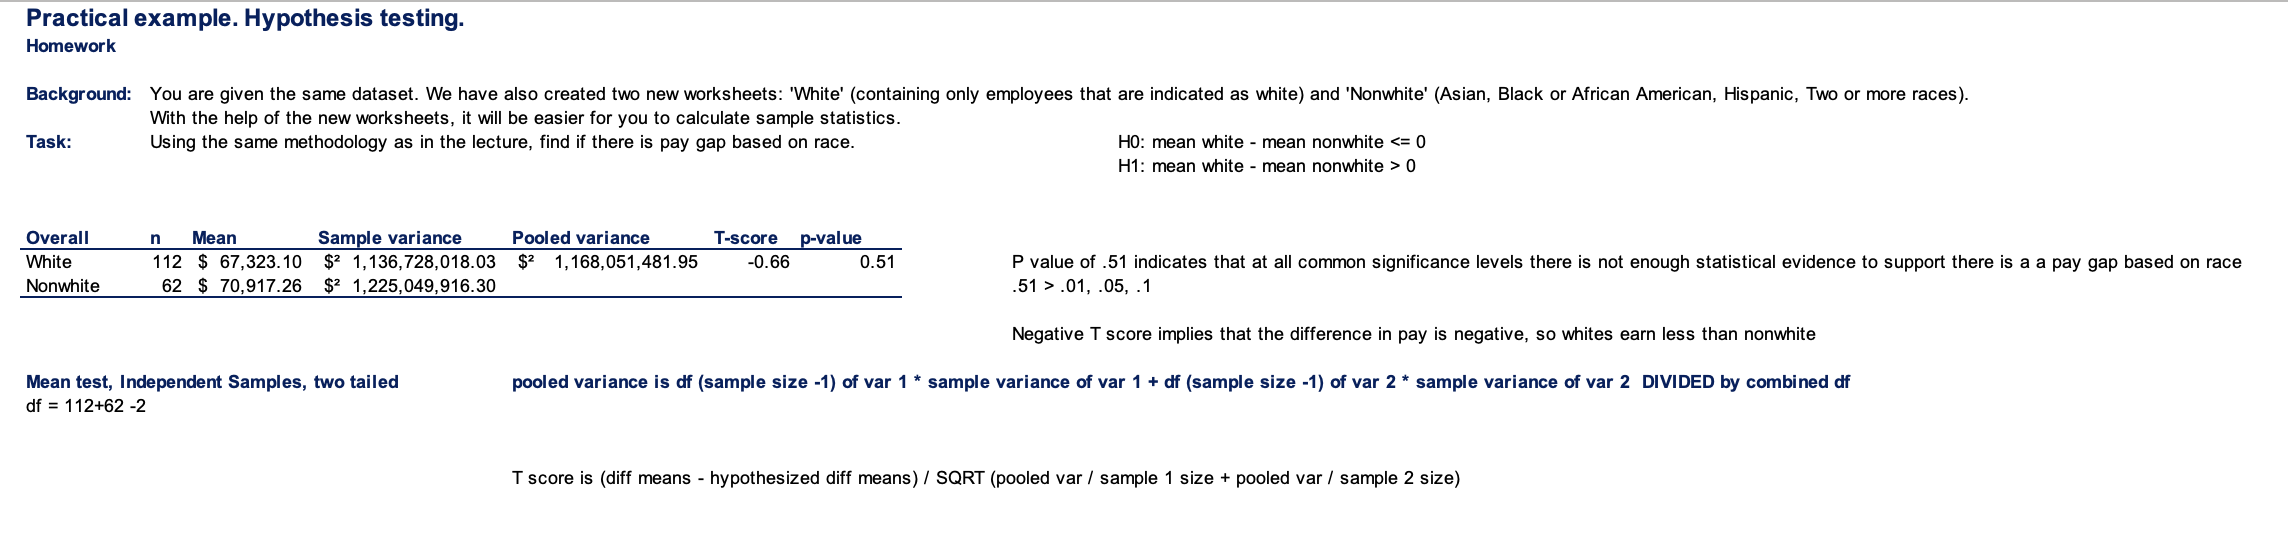 Practical example. Hypothesis testing.
Homework
Background: You are given the same dataset. We have also created two new worksheets: 'White' (containing only employees that are indicated as white) and 'Nonwhite' (Asian, Black or African American, Hispanic, Two or more races).
With the help of the new worksheets, it will be easier for you to calculate sample statistics.
Task: Using the same methodology as in the lecture, find if there is pay gap based on race. H0: mean white - mean nonwhite <= 0
H1: mean white - mean nonwhite > 0
Overall n Mean Sample variance Pooled variance T-score p-value
White 112 $ 67,323.10 $² 1,136,728,018.03 $² 1,168,051,481.95 -0.66 0.51 P value of .51 indicates that at all common significance levels there is not enough statistical evidence to support there is a a pay gap based on race
Nonwhite 62 $ 70,917.26 $² 1,225,049,916.30 .51 > .01, .05, .1
Negative T score implies that the difference in pay is negative, so whites earn less than nonwhite
Mean test, Independent Samples, two tailed pooled variance is df (sample size -1) of var 1 * sample variance of var 1 + df (sample size -1) of var 2 * sample variance of var 2 DIVIDED by combined df
df = 112+62 -2
T score is (diff means - hypothesized diff means) / SQRT (pooled var / sample 1 size + pooled var / sample 2 size)